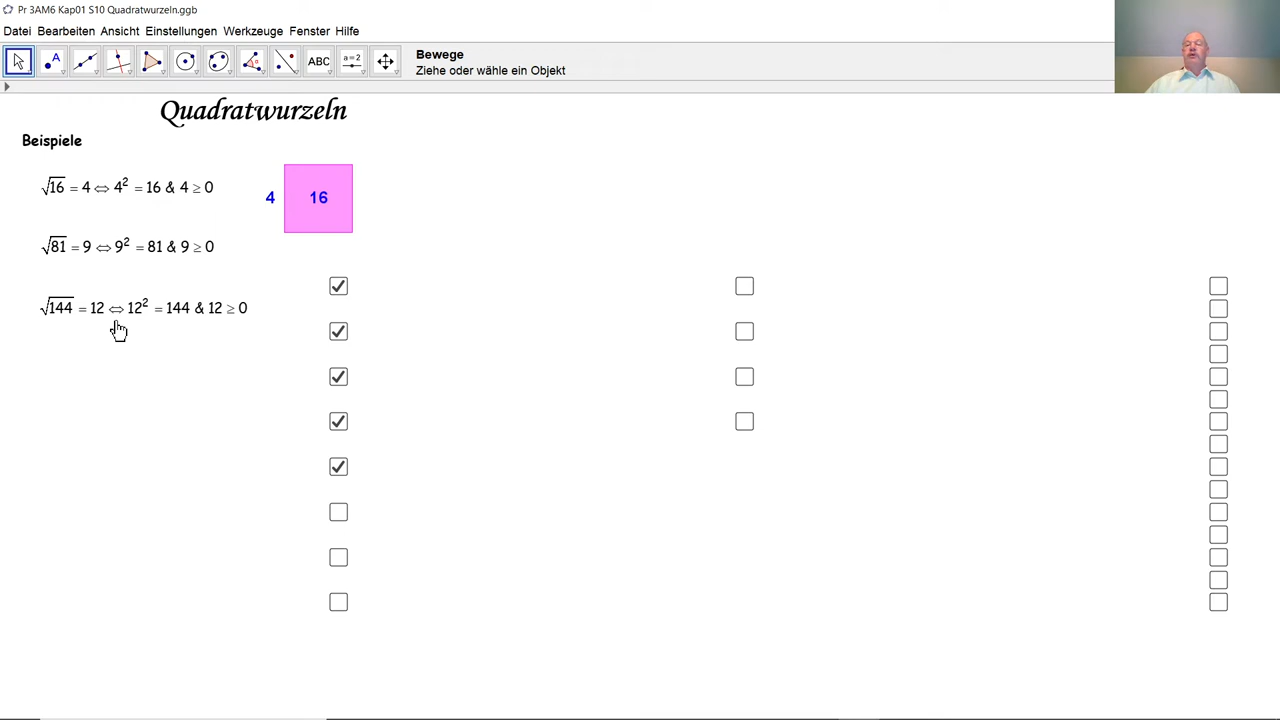 Pr 3AM6 Kap01 S10 Quadratwurzeln.ggb
Datei Bearbeiten Ansicht Einstellungen Werkzeuge Fenster Hilfe
A
ABC
a=2
Bewege
Ziehe oder wähle ein Objekt
Quadratwurzeln
Beispiele
√16 = 4 ⇔ 4² = 16 & 4 ≥ 0
4
16
√81 = 9 ⇔ 9² = 81 & 9 ≥ 0
√144 = 12 ⇔ 12² = 144 & 12 ≥ 0